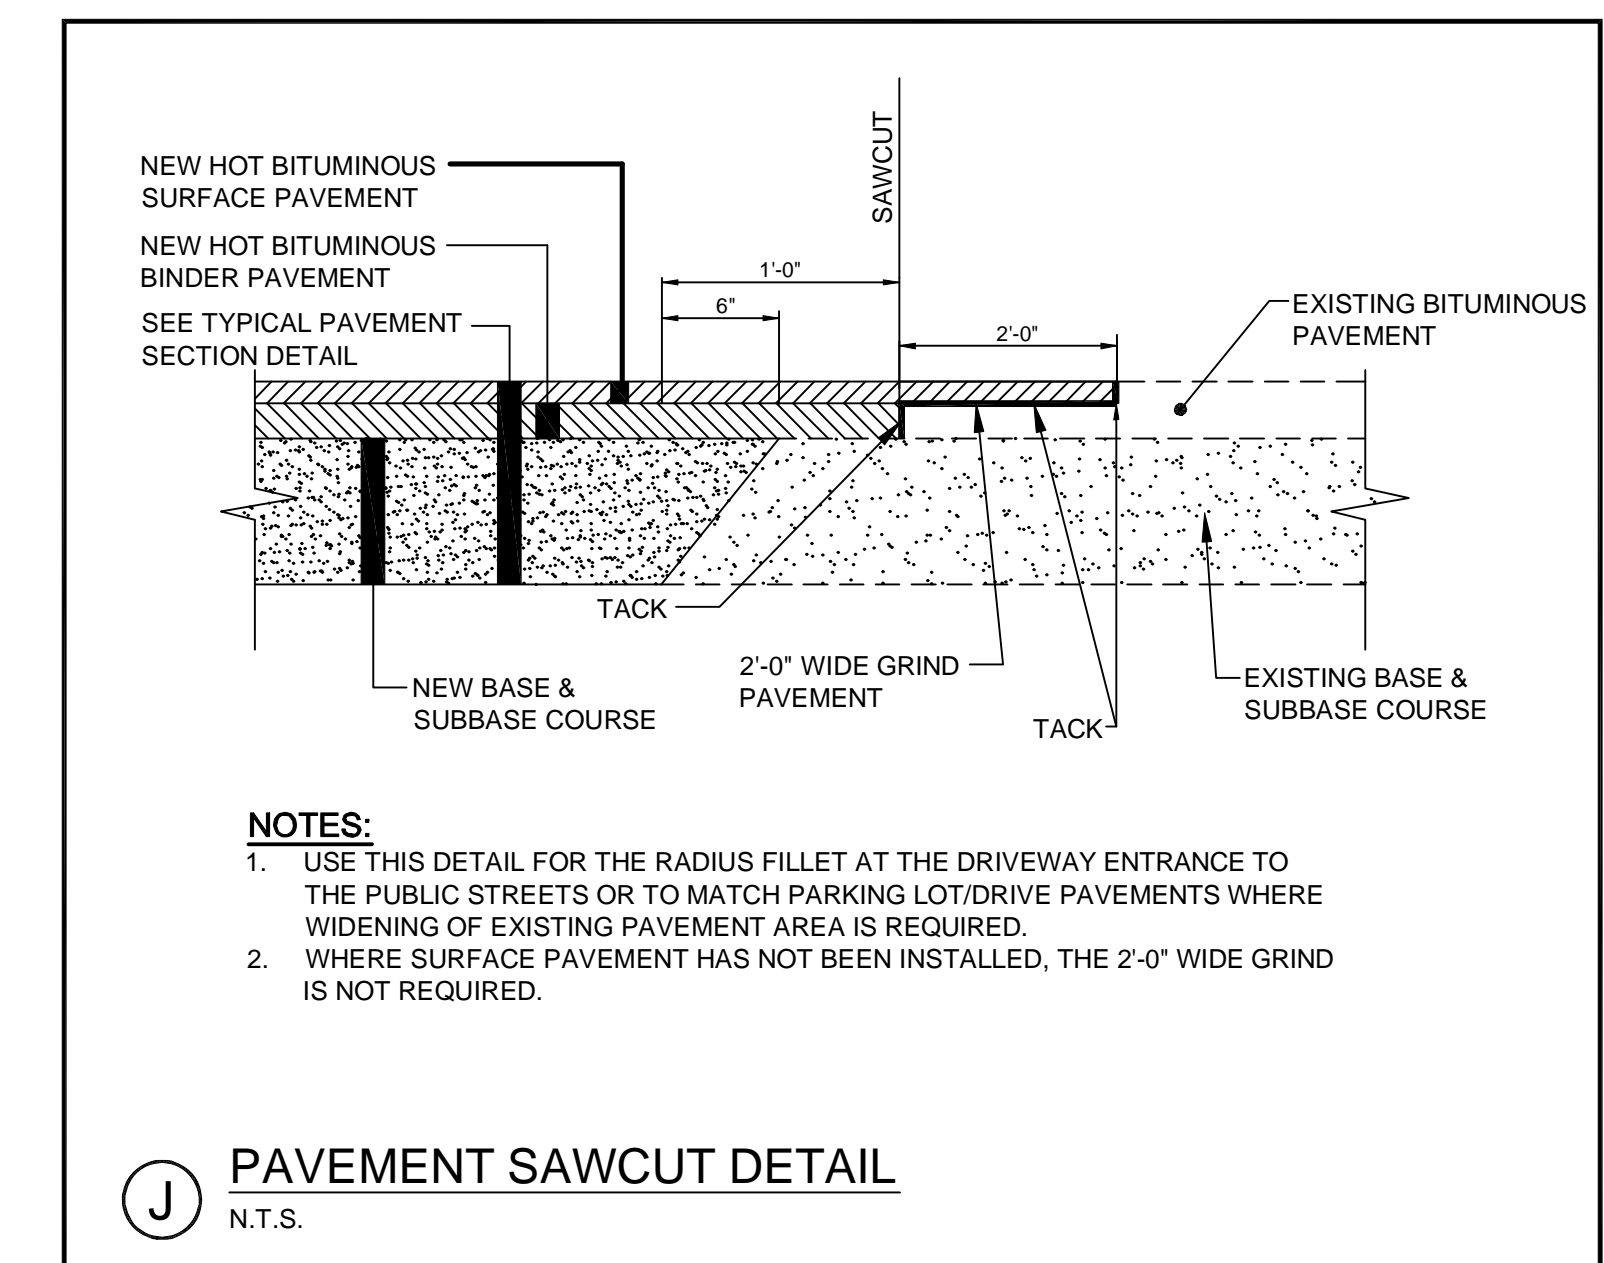 SAWCUT
NEW HOT BITUMINOUS
SURFACE PAVEMENT
NEW HOT BITUMINOUS
BINDER PAVEMENT
SEE TYPICAL PAVEMENT
SECTION DETAIL
1'-0"
6"
2'-0"
EXISTING BITUMINOUS
PAVEMENT
TACK
2'-0" WIDE GRIND
PAVEMENT
NEW BASE &
SUBBASE COURSE
TACK
EXISTING BASE &
SUBBASE COURSE
NOTES:
1. USE THIS DETAIL FOR THE RADIUS FILLET AT THE DRIVEWAY ENTRANCE TO
THE PUBLIC STREETS OR TO MATCH PARKING LOT/DRIVE PAVEMENTS WHERE
WIDENING OF EXISTING PAVEMENT AREA IS REQUIRED.
2. WHERE SURFACE PAVEMENT HAS NOT BEEN INSTALLED, THE 2'-0" WIDE GRIND
IS NOT REQUIRED.
J
PAVEMENT SAWCUT DETAIL
N.T.S.